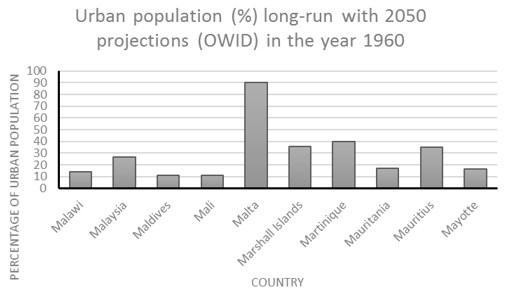 Urban population (%) long-run with 2050
projections (OWID) in the year 1960
PERCENTAGE OF URBAN POPULATION
100
90
80
70
60
50
40
30
20
10
0
Malawi
Malaysia
Maldives
Mali
Malta
Marshall Islands
Martinique
Mauritania
Mauritius
Mayotte
COUNTRY